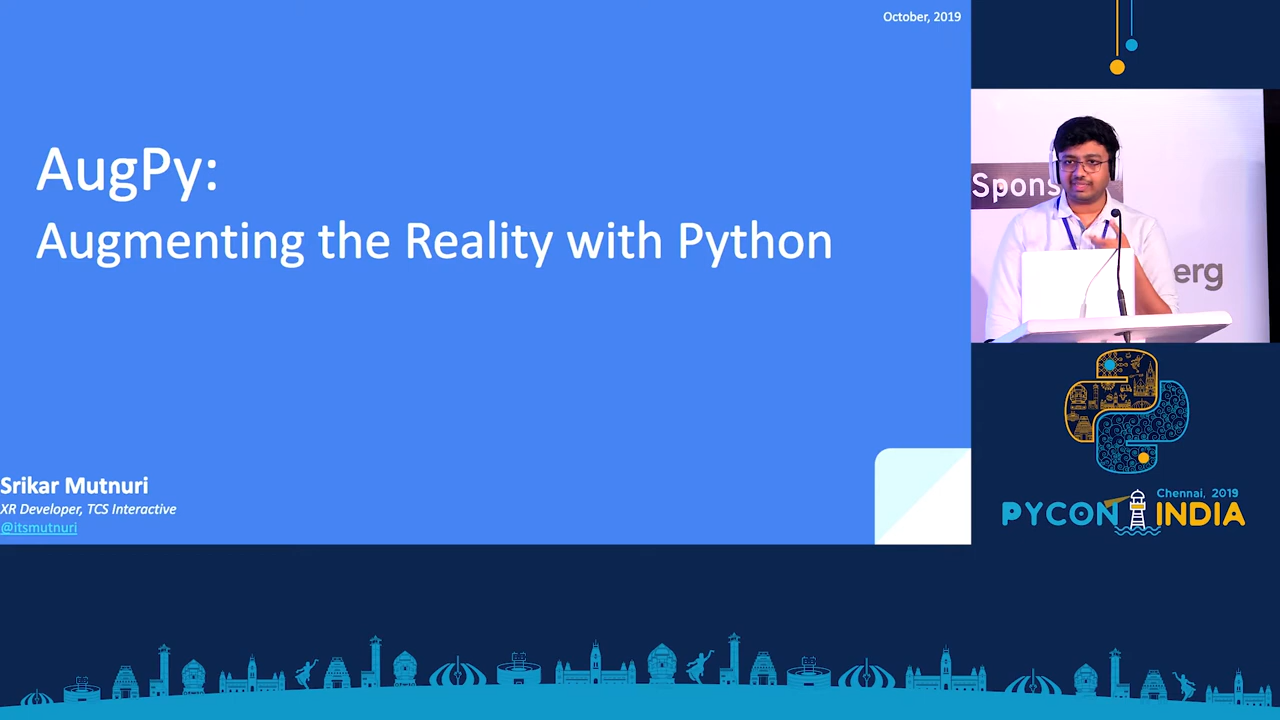 October, 2019
AugPy:
Augmenting the Reality with Python
Srikar Mutnuri
XR Developer, TCS Interactive
@itsmutnuri
Spons
erg
Chennai, 2019
PYCON INDIA